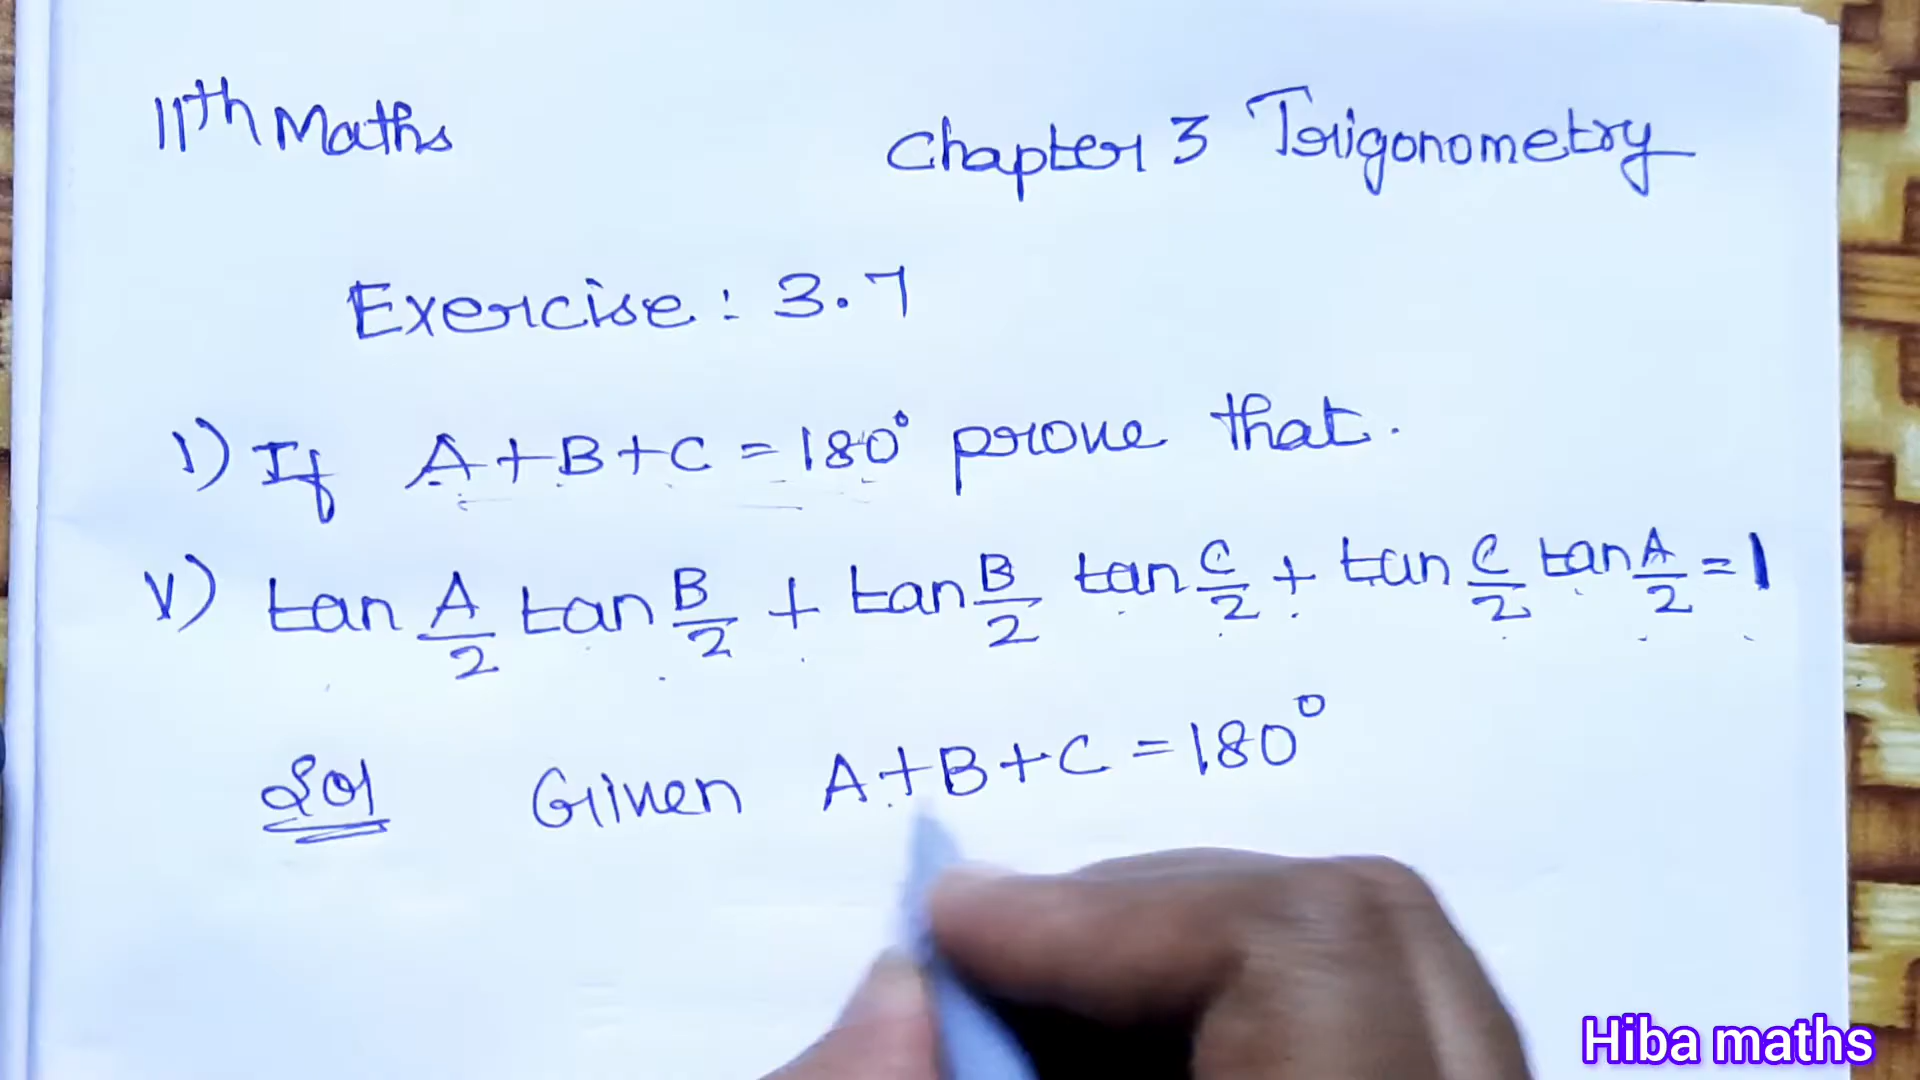 11th Maths Chapter 3 Trigonometry
Exercise : 3.7
1) If A+B+C = 180° prove that.
V) tan A/2 tan B/2 + tan B/2 tan C/2 + tan C/2 tan A/2 = 1
Sol Given A+B+C = 180°
Hiba maths